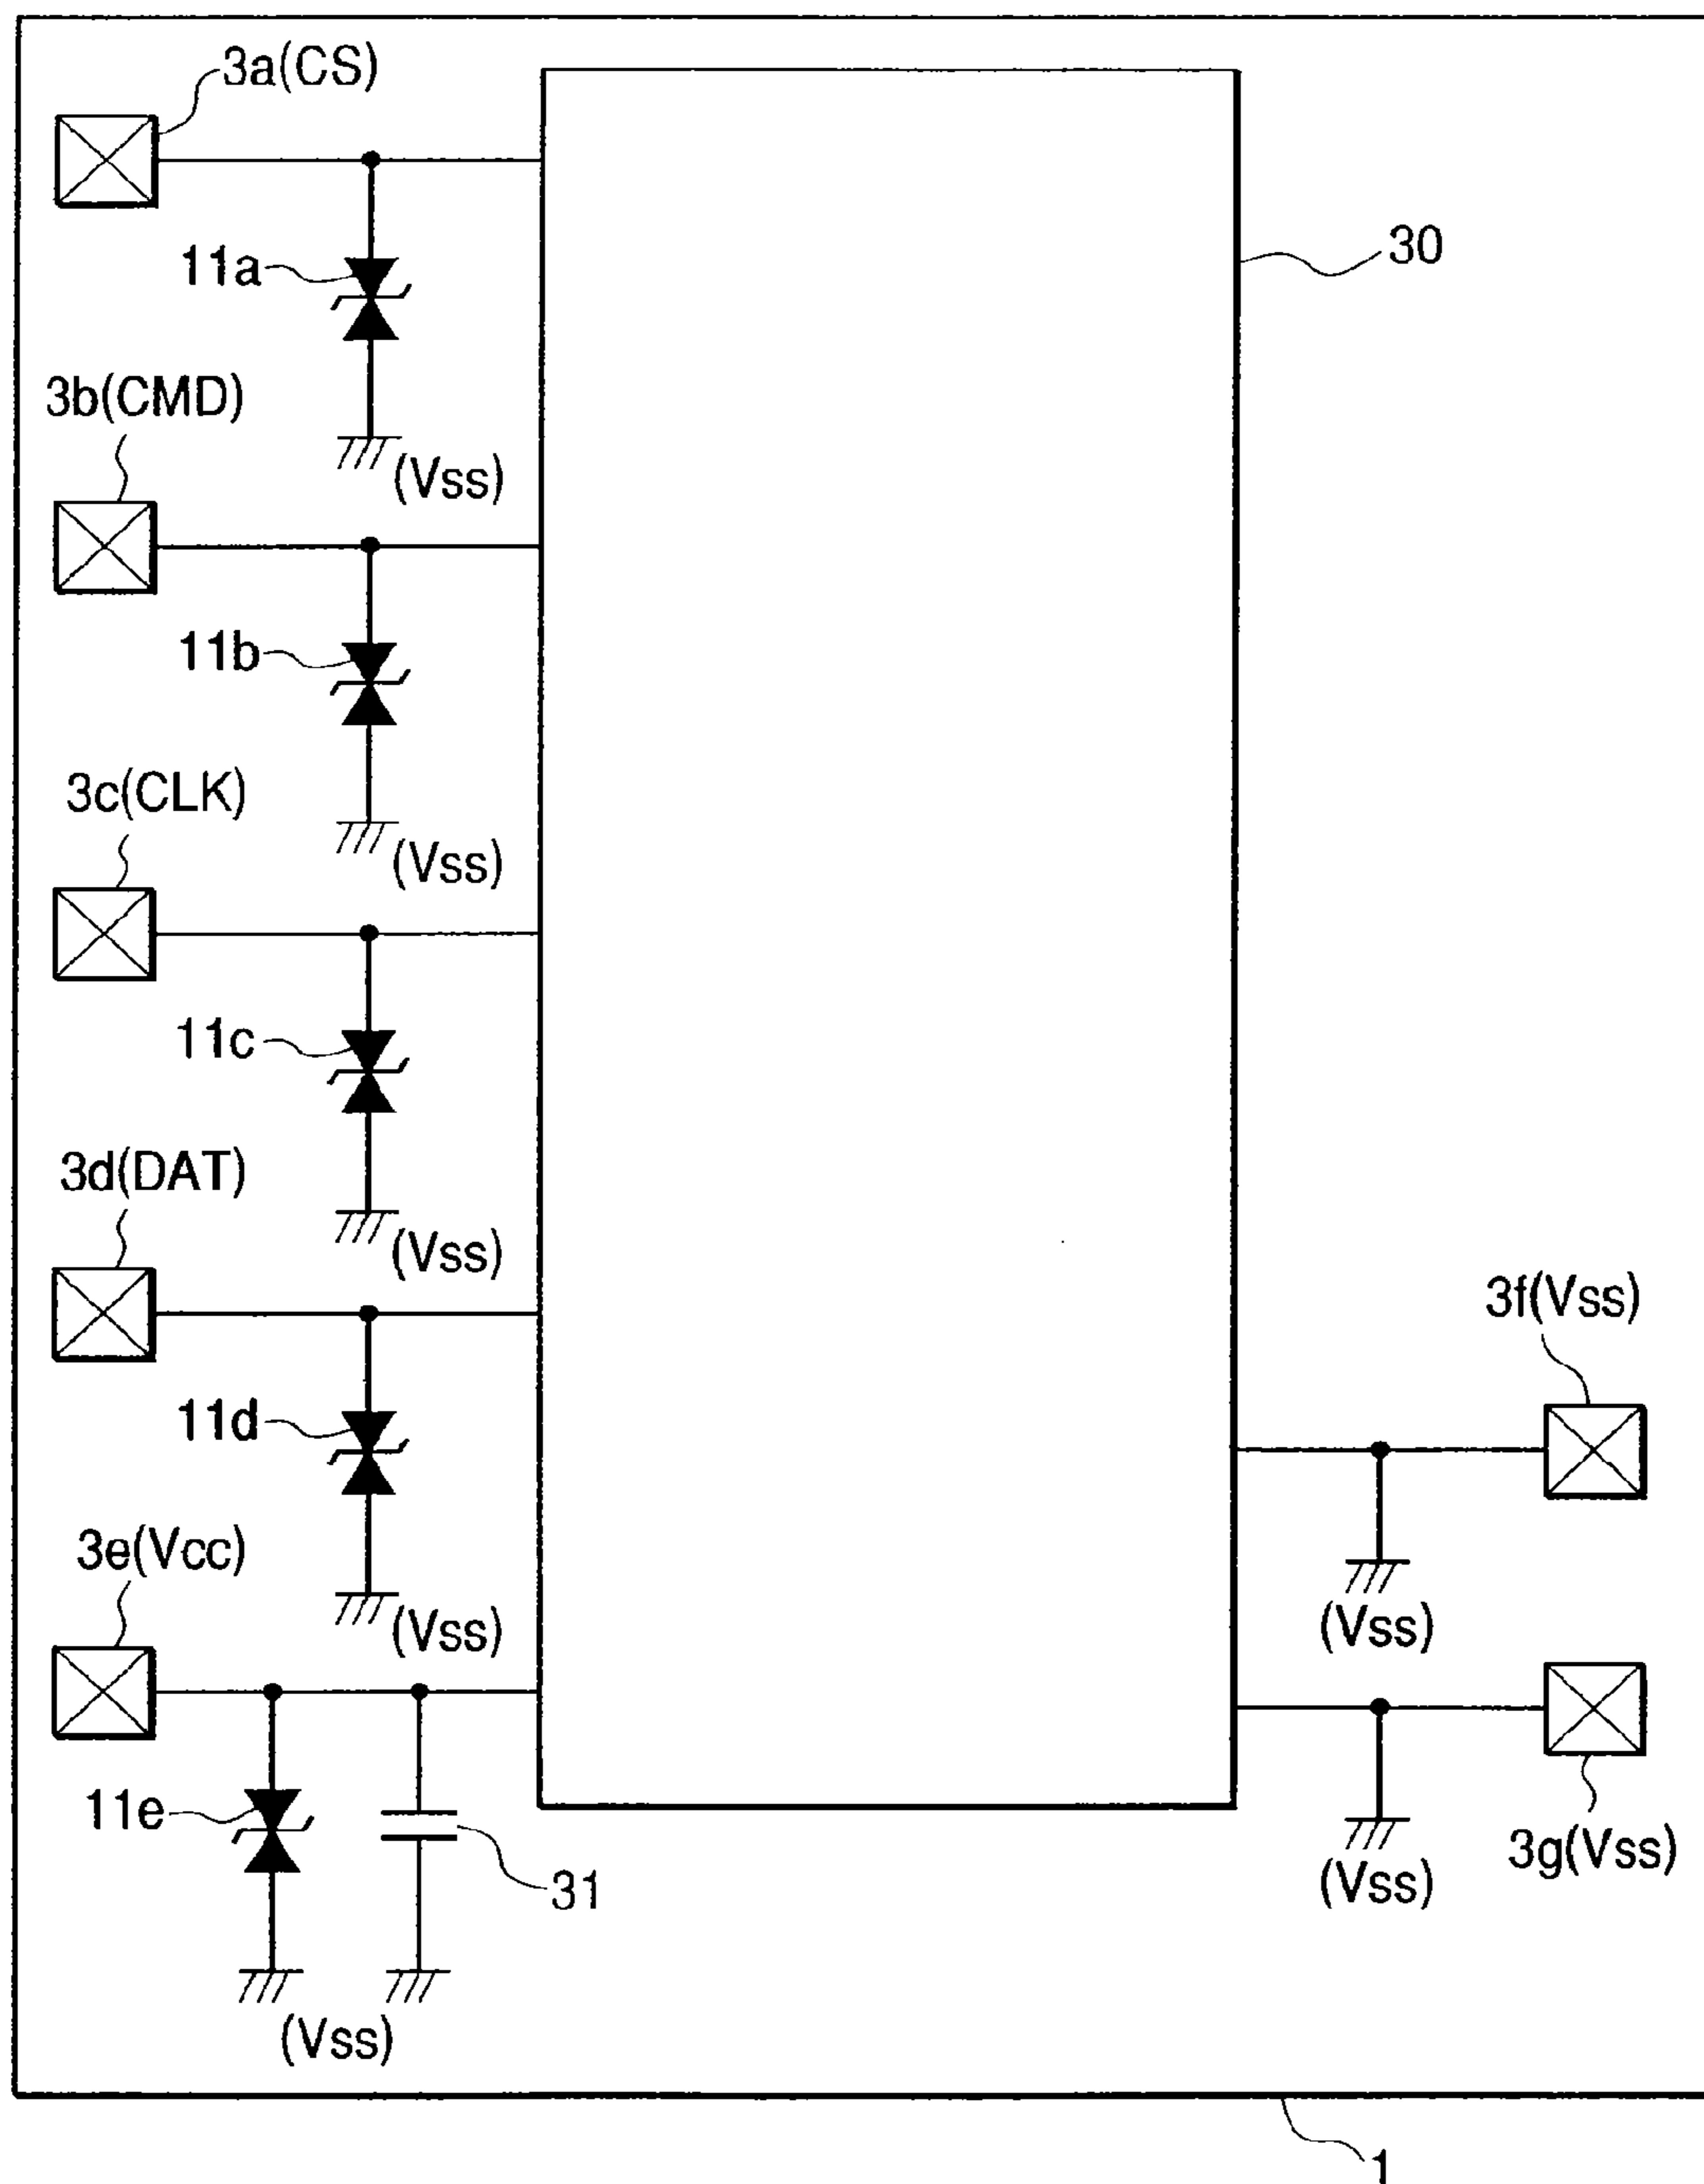 3a(CS)
11a
30
(Vss)
3b(CMD)
11b
(Vss)
3c(CLK)
11c
(Vss)
3d(DAT)
11d
(Vss)
3f(Vss)
(Vss)
3e(Vcc)
11e
31
(Vss)
3g(Vss)
(Vss)
1